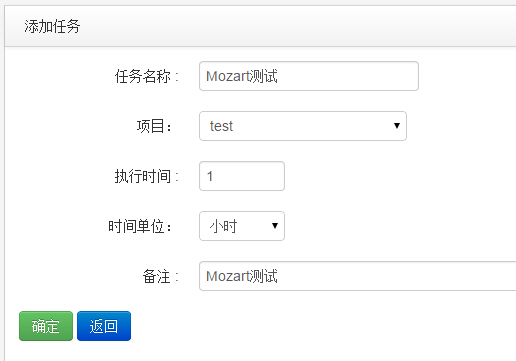 添加任务
任务名称 : Mozart测试
项目： test
执行时间 : 1
时间单位： 小时
备注 : Mozart测试
确定 返回